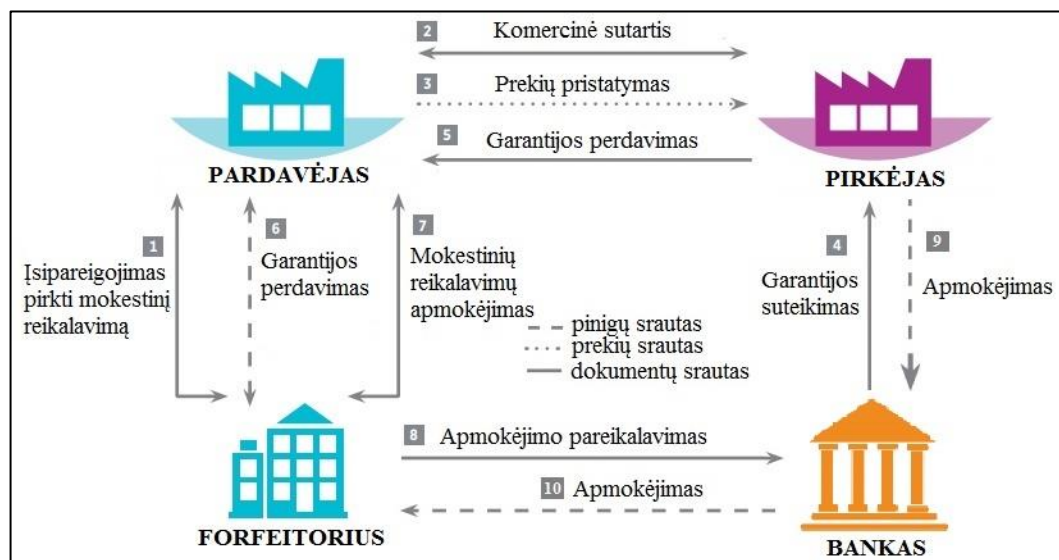 2 Komercinė sutartis
3 Prekių pristatymas
5 Garantijos perdavimas
PARDAVĖJAS
PIRKĖJAS
1
Įsipareigojimas
pirkti mokestinį
reikalavimą
6
Garantijos
perdavimas
7
Mokestinių
reikalavimų
apmokėjimas
4
Garantijos
suteikimas
9
Apmokėjimas
pinigų srautas
prekių srautas
dokumentų srautas
8 Apmokėjimo pareikalavimas
10 Apmokėjimas
FORFEITORIUS
BANKAS